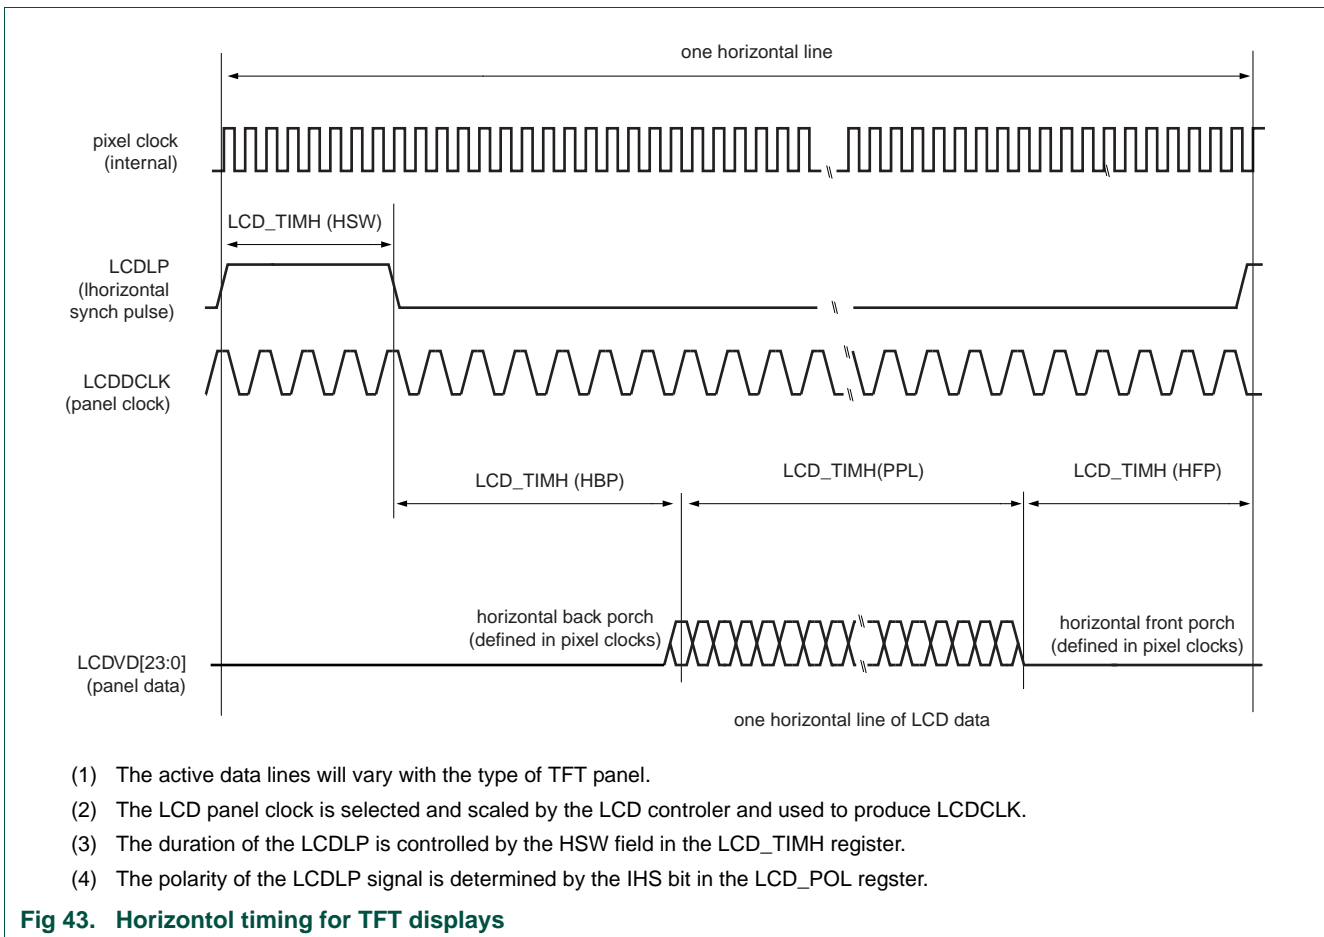 one horizontal line
pixel clock
(internal)
LCD_TIMH (HSW)
LCDLP
(lhorizontal
synch pulse)
LCDDCLK
(panel clock)
LCD_TIMH (HBP)
LCD_TIMH(PPL)
LCD_TIMH (HFP)
horizontal back porch
(defined in pixel clocks)
horizontal front porch
(defined in pixel clocks)
LCDVD[23:0]
(panel data)
one horizontal line of LCD data
(1) The active data lines will vary with the type of TFT panel.
(2) The LCD panel clock is selected and scaled by the LCD controler and used to produce LCDCLK.
(3) The duration of the LCDLP is controlled by the HSW field in the LCD_TIMH register.
(4) The polarity of the LCDLP signal is determined by the IHS bit in the LCD_POL regster.
Fig 43. Horizontol timing for TFT displays